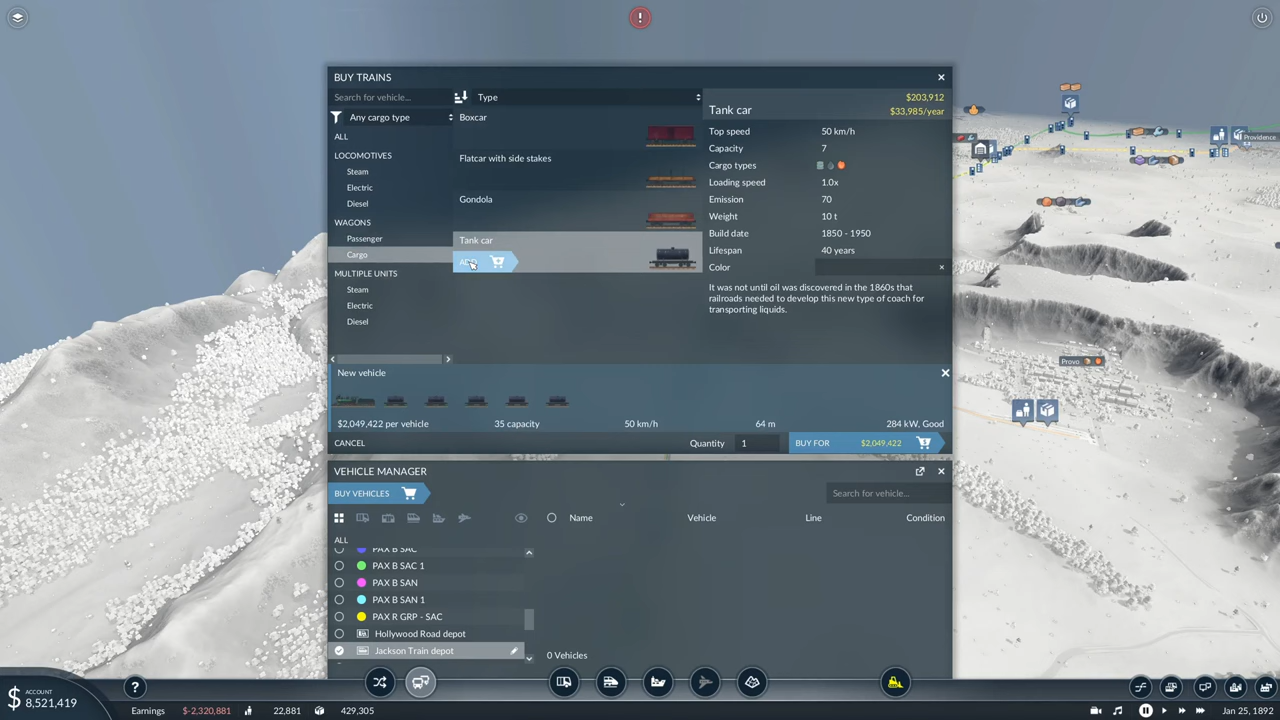 BUY TRAINS
Search for vehicle...
Type
Any cargo type
ALL
LOCOMOTIVES
Steam
Electric
Diesel
WAGONS
Passenger
Cargo
MULTIPLE UNITS
Steam
Electric
Diesel
Boxcar
Flatcar with side stakes
Gondola
Tank car
$203,912
Tank car
$33,985/year
Top speed 50 km/h
Capacity 7
Cargo types
Loading speed 1.0x
Emission 70
Weight 10 t
Build date 1850 - 1950
Lifespan 40 years
Color
It was not until oil was discovered in the 1860s that
railroads needed to develop this new type of coach for
transporting liquids.
New vehicle
$2,049,422 per vehicle 35 capacity 50 km/h 64 m 284 kW, Good
CANCEL Quantity 1 BUY FOR $2,049,422
VEHICLE MANAGER
BUY VEHICLES
Search for vehicle...
Name Vehicle Line Condition
ALL
PAX B SAC
PAX B SAC 1
PAX B SAN
PAX B SAN 1
PAX R GRP - SAC
Hollywood Road depot
Jackson Train depot
0 Vehicles
Providence
Provo
$ ACCOUNT
8,521,419
?
Earnings $-2,320,881 22,881 429,305
Jan 25, 1892